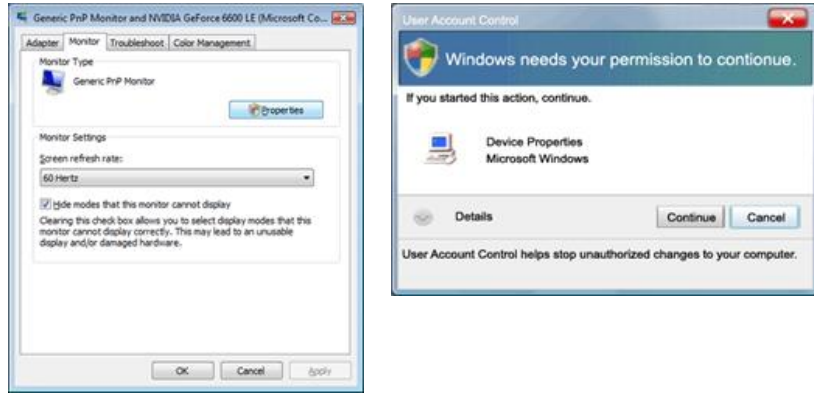 Generic PnP Monitor and NVIDIA GeForce 6600 LE (Microsoft Co...
Adapter Monitor Troubleshoot Color Management
Monitor Type
Generic PnP Monitor
Properties
Monitor Settings
Screen refresh rate:
60 Hertz
Hide modes that this monitor cannot display
Clearing this check box allows you to select display modes that this
monitor cannot display correctly. This may lead to an unusable
display and/or damaged hardware.
OK Cancel Apply
User Account Control
Windows needs your permission to contionue.
If you started this action, continue.
Device Properties
Microsoft Windows
Details Continue Cancel
User Account Control helps stop unauthorized changes to your computer.